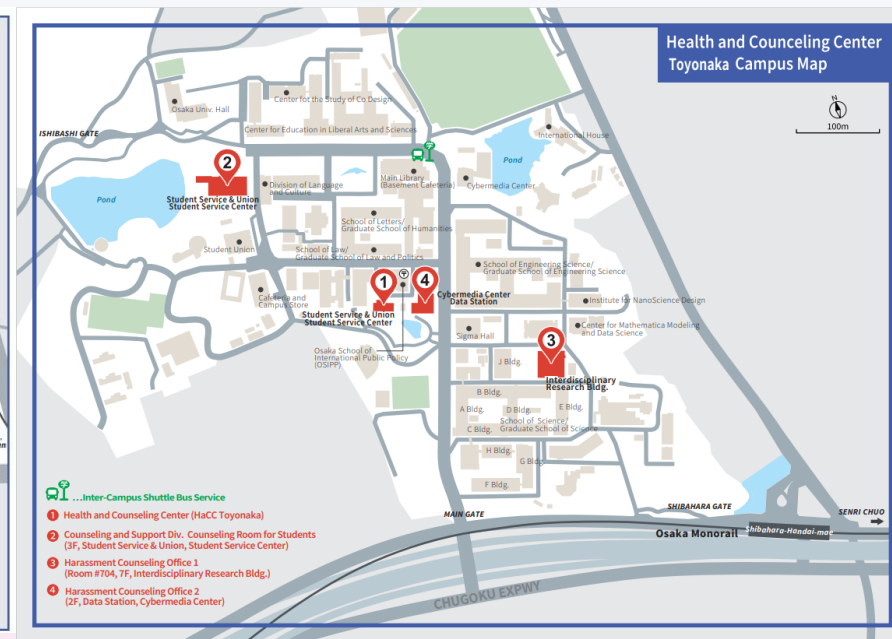 Health and Counceling Center
Toyonaka Campus Map
N
100m
Osaka Univ. Hall
Center for the Study of Co Design
Center for Education in Liberal Arts and Sciences
ISHIBASHI GATE
International House
Pond
2
Main Library
(Basement Cafeteria)
Cybermedia Center
Division of Language
and Culture
Pond
Student Service & Union
Student Service Center
School of Letters/
Graduate School of Humanities
Student Union
School of Law/
Graduate School of Law and Politics
School of Engineering Science/
Graduate School of Engineering Science
1
4
Cafeteria and
Campus Store
Cybermedia Center
Data Station
Institute for NanoScience Design
Student Service & Union
Student Service Center
Sigma Hall
Center for Mathematica Modeling
and Data Science
3
Osaka School of
International Public Policy
(OSIPP)
J Bldg.
Interdisciplinary
Research Bldg.
B Bldg.
A Bldg.
D Bldg.
E Bldg.
School of Science/
Graduate School of Science
C Bldg.
H Bldg.
G Bldg.
F Bldg.
...Inter-Campus Shuttle Bus Service
1 Health and Counseling Center (HaCC Toyonaka)
2 Counseling and Support Div. Counseling Room for Students
(3F, Student Service & Union, Student Service Center)
3 Harassment Counseling Office 1
(Room #704, 7F, Interdisciplinary Research Bldg.)
4 Harassment Counseling Office 2
(2F, Data Station, Cybermedia Center)
MAIN GATE
SHIBAHARA GATE
SENRI CHUO
Osaka Monorail
Shibahara-Handai-mae
CHUGOKU EXPWY